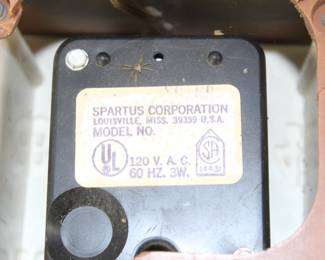 SPARTUS CORPORATION
LOUISVILLE, MISS. 39339 U.S.A.
MODEL NO.
UL
120 V. A.C.
60 HZ. 3W.
SA